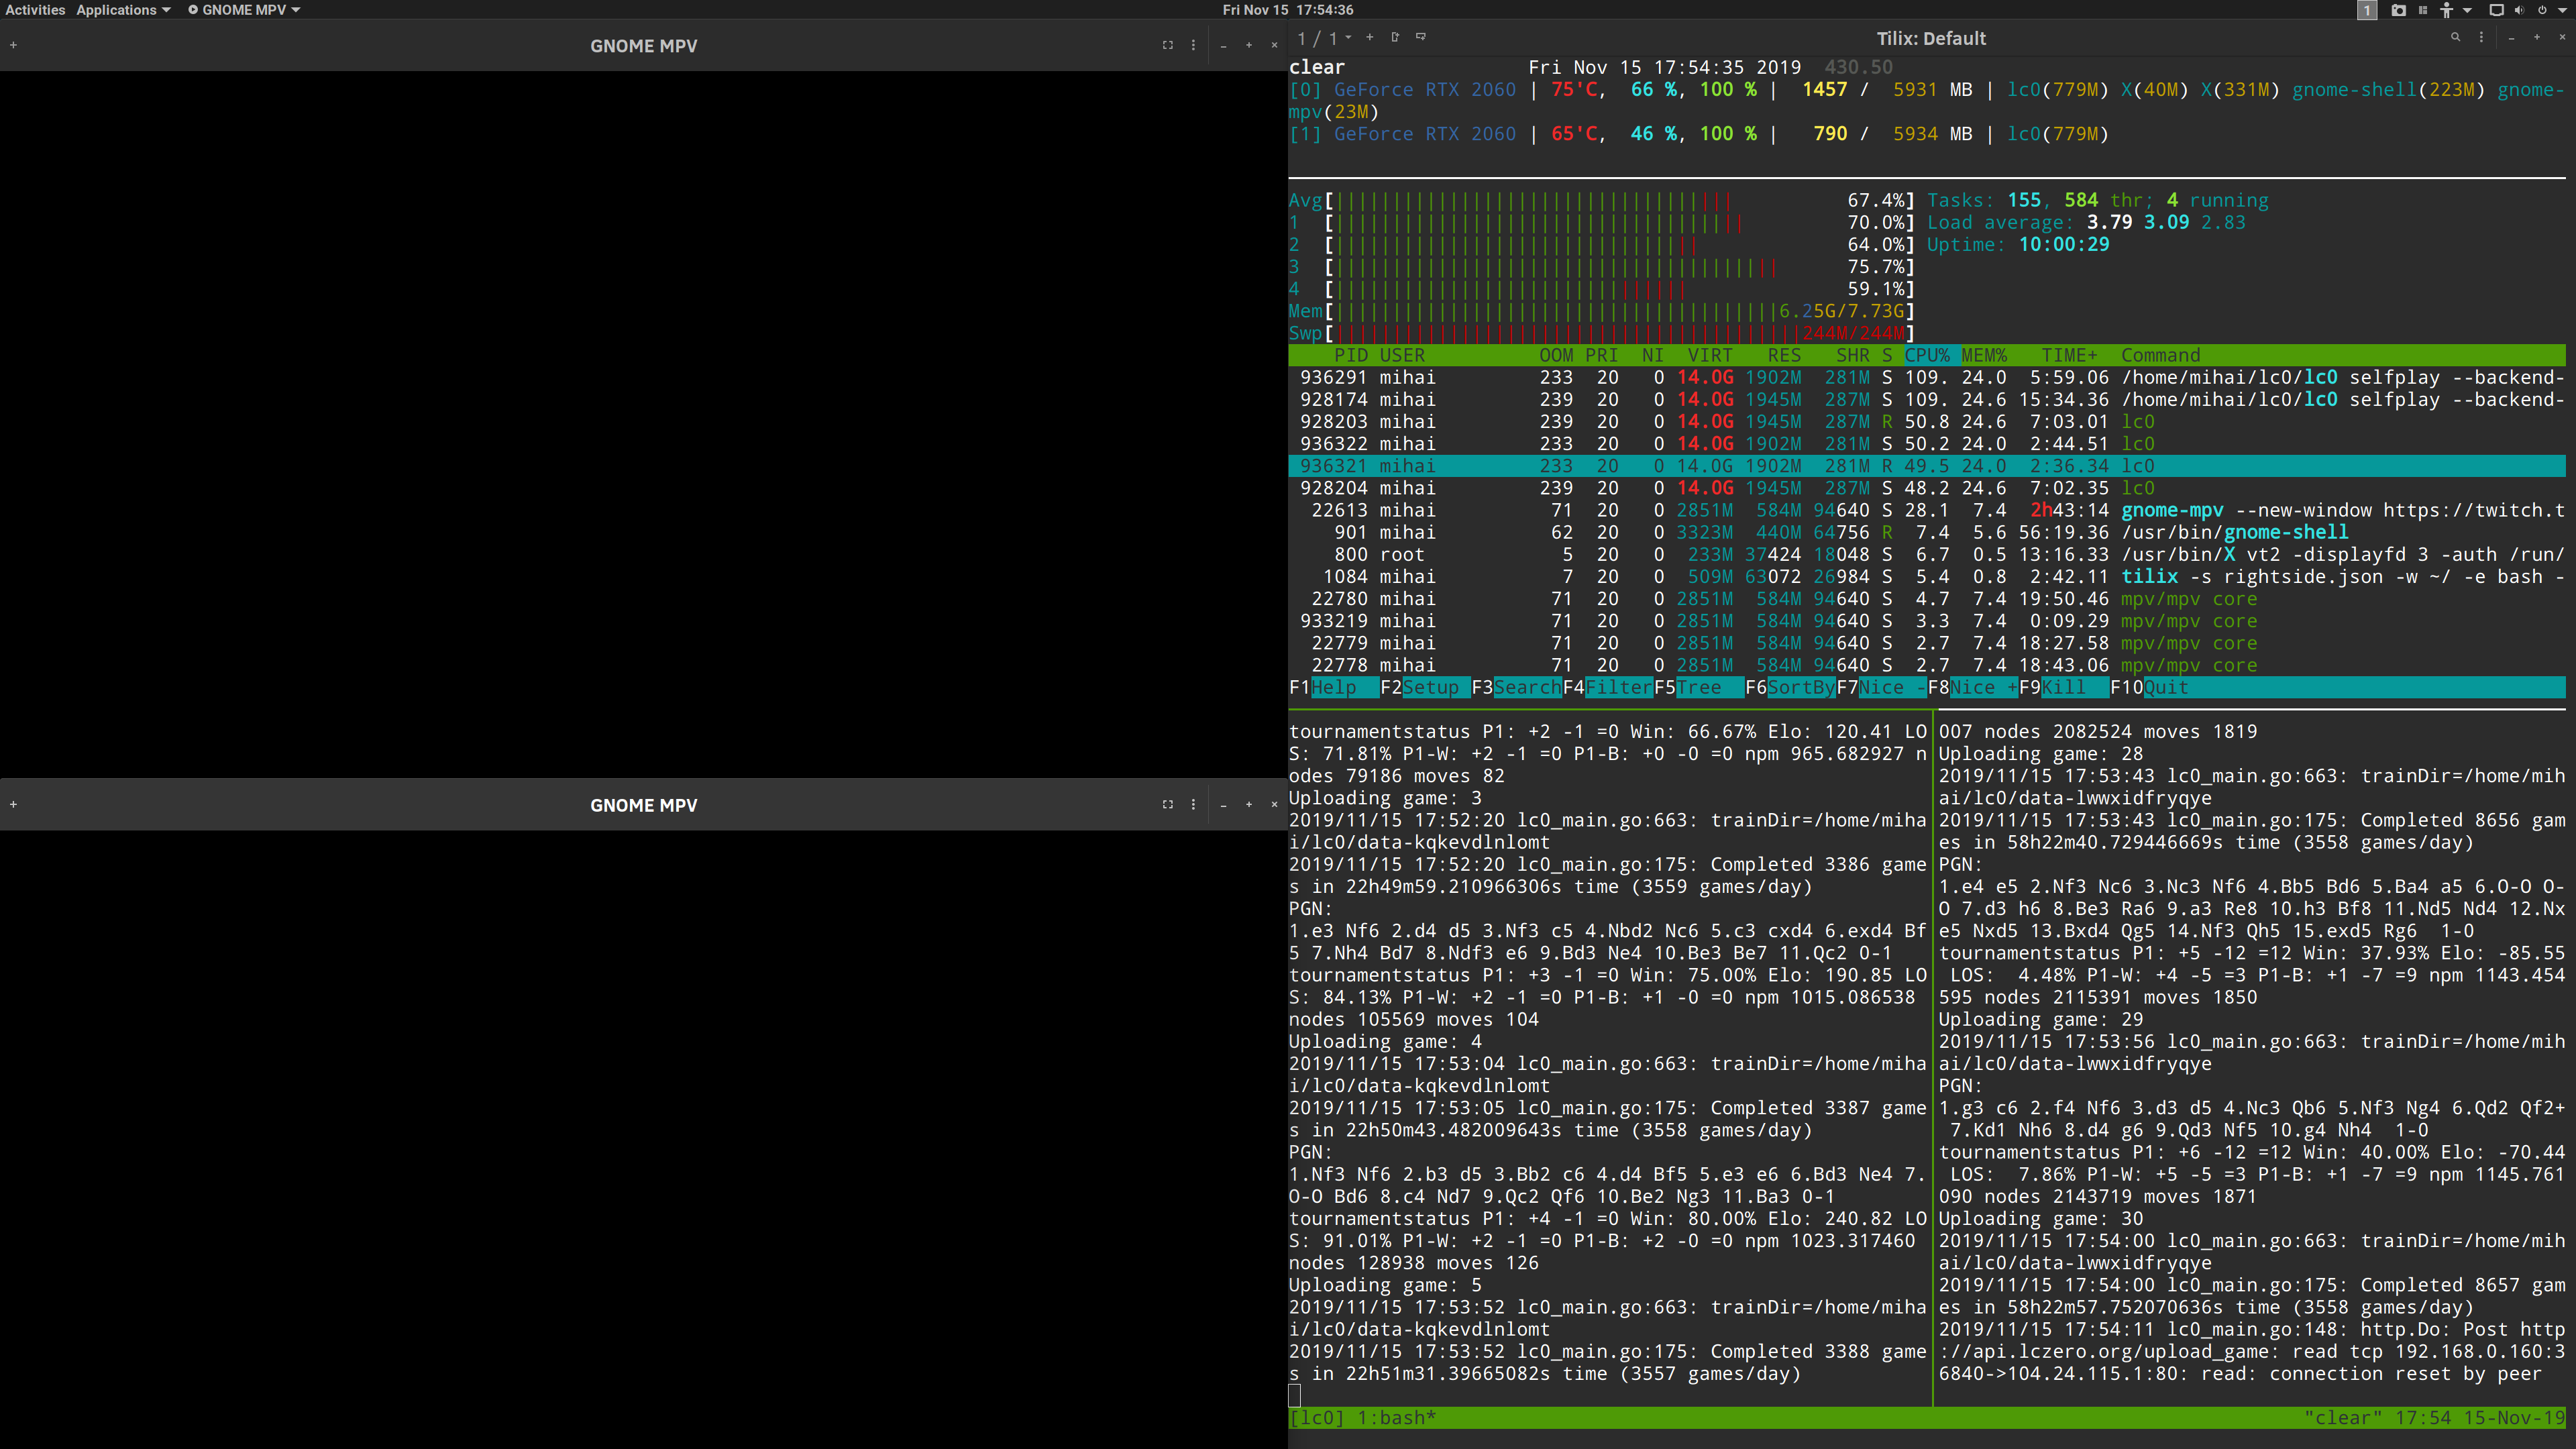 Activities Applications GNOME MPV Fri Nov 15 17:54:36 1
GNOME MPV
GNOME MPV
1 / 1 Tilix: Default
clear Fri Nov 15 17:54:35 2019 430.50
[0] GeForce RTX 2060 | 75'C, 66 %, 100 % | 1457 / 5931 MB | lc0(779M) X(40M) X(331M) gnome-shell(223M) gnome-
mpv(23M)
[1] GeForce RTX 2060 | 65'C, 46 %, 100 % | 790 / 5934 MB | lc0(779M)
Avg[ 67.4%] Tasks: 155, 584 thr; 4 running
1 [ 70.0%] Load average: 3.79 3.09 2.83
2 [ 64.0%] Uptime: 10:00:29
3 [ 75.7%]
4 [ 59.1%]
Mem[ 6.25G/7.73G]
Swp[ 244M/244M]
PID USER OOM PRI NI VIRT RES SHR S CPU% MEM% TIME+ Command
936291 mihai 233 20 0 14.0G 1902M 281M S 109. 24.0 5:59.06 /home/mihai/lc0/lc0 selfplay --backend-
928174 mihai 239 20 0 14.0G 1945M 287M S 109. 24.6 15:34.36 /home/mihai/lc0/lc0 selfplay --backend-
928203 mihai 239 20 0 14.0G 1945M 287M R 50.8 24.6 7:03.01 lc0
936322 mihai 233 20 0 14.0G 1902M 281M S 50.2 24.0 2:44.51 lc0
936321 mihai 233 20 0 14.0G 1902M 281M R 49.5 24.0 2:36.34 lc0
928204 mihai 239 20 0 14.0G 1945M 287M S 48.2 24.6 7:02.35 lc0
22613 mihai 71 20 0 2851M 584M 94640 S 28.1 7.4 2h43:14 gnome-mpv --new-window https://twitch.t
901 mihai 62 20 0 3323M 440M 64756 R 7.4 5.6 56:19.36 /usr/bin/gnome-shell
800 root 5 20 0 233M 37424 18048 S 6.7 0.5 13:16.33 /usr/bin/X vt2 -displayfd 3 -auth /run/
1084 mihai 7 20 0 509M 63072 26984 S 5.4 0.8 2:42.11 tilix -s rightside.json -w ~/ -e bash -
22780 mihai 71 20 0 2851M 584M 94640 S 4.7 7.4 19:50.46 mpv/mpv core
933219 mihai 71 20 0 2851M 584M 94640 S 3.3 7.4 0:09.29 mpv/mpv core
22779 mihai 71 20 0 2851M 584M 94640 S 2.7 7.4 18:27.58 mpv/mpv core
22778 mihai 71 20 0 2851M 584M 94640 S 2.7 7.4 18:43.06 mpv/mpv core
F1Help F2Setup F3SearchF4FilterF5Tree F6SortByF7Nice -F8Nice +F9Kill F10Quit
tournamentstatus P1: +2 -1 =0 Win: 66.67% Elo: 120.41 LO
S: 71.81% P1-W: +2 -1 =0 P1-B: +0 -0 =0 npm 965.682927 n
odes 79186 moves 82
Uploading game: 3
2019/11/15 17:52:20 lc0_main.go:663: trainDir=/home/miha
i/lc0/data-kqkevdlnlomt
2019/11/15 17:52:20 lc0_main.go:175: Completed 3386 game
s in 22h49m59.210966306s time (3559 games/day)
PGN:
1.e3 Nf6 2.d4 d5 3.Nf3 c5 4.Nbd2 Nc6 5.c3 cxd4 6.exd4 Bf
5 7.Nh4 Bd7 8.Ndf3 e6 9.Bd3 Ne4 10.Be3 Be7 11.Qc2 0-1
tournamentstatus P1: +3 -1 =0 Win: 75.00% Elo: 190.85 LO
S: 84.13% P1-W: +2 -1 =0 P1-B: +1 -0 =0 npm 1015.086538
nodes 105569 moves 104
Uploading game: 4
2019/11/15 17:53:04 lc0_main.go:663: trainDir=/home/miha
i/lc0/data-kqkevdlnlomt
2019/11/15 17:53:05 lc0_main.go:175: Completed 3387 game
s in 22h50m43.482009643s time (3558 games/day)
PGN:
1.Nf3 Nf6 2.b3 d5 3.Bb2 c6 4.d4 Bf5 5.e3 e6 6.Bd3 Ne4 7.
O-O Bd6 8.c4 Nd7 9.Qc2 Qf6 10.Be2 Ng3 11.Ba3 0-1
tournamentstatus P1: +4 -1 =0 Win: 80.00% Elo: 240.82 LO
S: 91.01% P1-W: +2 -1 =0 P1-B: +2 -0 =0 npm 1023.317460
nodes 128938 moves 126
Uploading game: 5
2019/11/15 17:53:52 lc0_main.go:663: trainDir=/home/miha
i/lc0/data-kqkevdlnlomt
2019/11/15 17:53:52 lc0_main.go:175: Completed 3388 game
s in 22h51m31.39665082s time (3557 games/day)
007 nodes 2082524 moves 1819
Uploading game: 28
2019/11/15 17:53:43 lc0_main.go:663: trainDir=/home/mih
ai/lc0/data-lwwxidfryqye
2019/11/15 17:53:43 lc0_main.go:175: Completed 8656 gam
es in 58h22m40.729446669s time (3558 games/day)
PGN:
1.e4 e5 2.Nf3 Nc6 3.Nc3 Nf6 4.Bb5 Bd6 5.Ba4 a5 6.O-O O-
O 7.d3 h6 8.Be3 Ra6 9.a3 Re8 10.h3 Bf8 11.Nd5 Nd4 12.Nx
e5 Nxd5 13.Bxd4 Qg5 14.Nf3 Qh5 15.exd5 Rg6 1-0
tournamentstatus P1: +5 -12 =12 Win: 37.93% Elo: -85.55
LOS: 4.48% P1-W: +4 -5 =3 P1-B: +1 -7 =9 npm 1143.454
595 nodes 2115391 moves 1850
Uploading game: 29
2019/11/15 17:53:56 lc0_main.go:663: trainDir=/home/mih
ai/lc0/data-lwwxidfryqye
PGN:
1.g3 c6 2.f4 Nf6 3.d3 d5 4.Nc3 Qb6 5.Nf3 Ng4 6.Qd2 Qf2+
7.Kd1 Nh6 8.d4 g6 9.Qd3 Nf5 10.g4 Nh4 1-0
tournamentstatus P1: +6 -12 =12 Win: 40.00% Elo: -70.44
LOS: 7.86% P1-W: +5 -5 =3 P1-B: +1 -7 =9 npm 1145.761
090 nodes 2143719 moves 1871
Uploading game: 30
2019/11/15 17:54:00 lc0_main.go:663: trainDir=/home/mih
ai/lc0/data-lwwxidfryqye
2019/11/15 17:54:00 lc0_main.go:175: Completed 8657 gam
es in 58h22m57.752070636s time (3558 games/day)
2019/11/15 17:54:11 lc0_main.go:148: http.Do: Post http
://api.lczero.org/upload_game: read tcp 192.168.0.160:3
6840->104.24.115.1:80: read: connection reset by peer
[lc0] 1:bash* "clear" 17:54 15-Nov-19